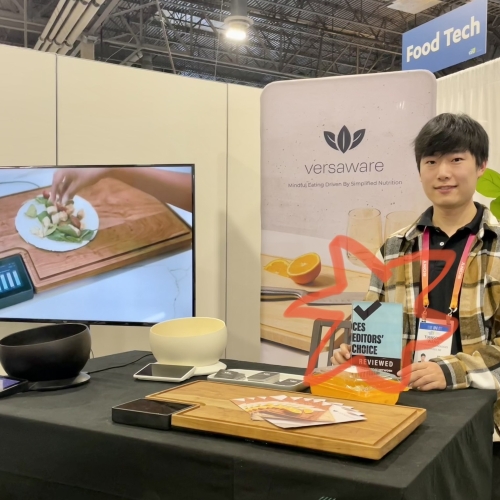 Food Tech
versaware
Mindful Eating Driven By Simplified Nutrition
CES
EDITORS'
CHOICE
REVIEWED